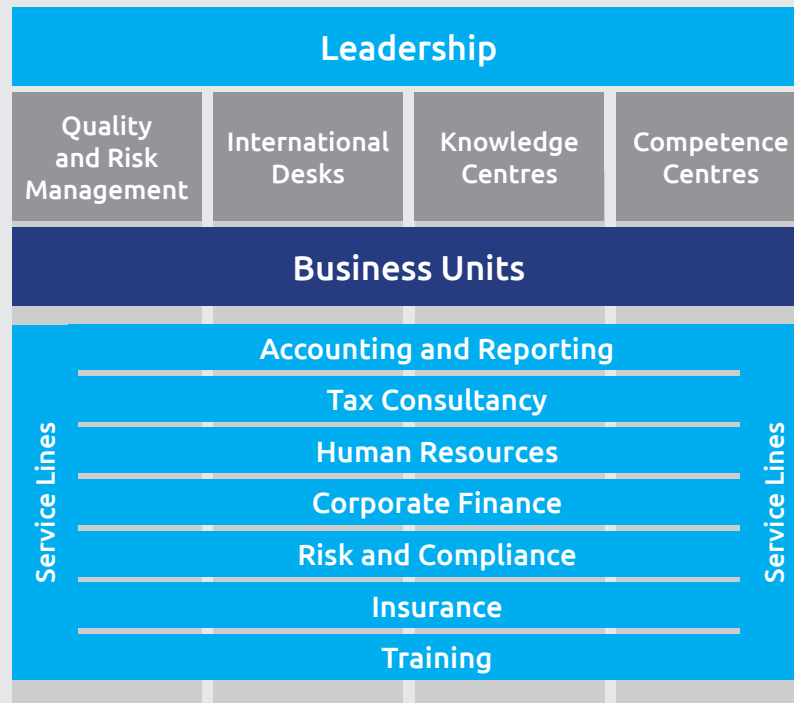 Leadership
Quality
and Risk
Management
International
Desks
Knowledge
Centres
Competence
Centres
Business Units
Service Lines
Accounting and Reporting
Tax Consultancy
Human Resources
Corporate Finance
Risk and Compliance
Insurance
Training
Service Lines